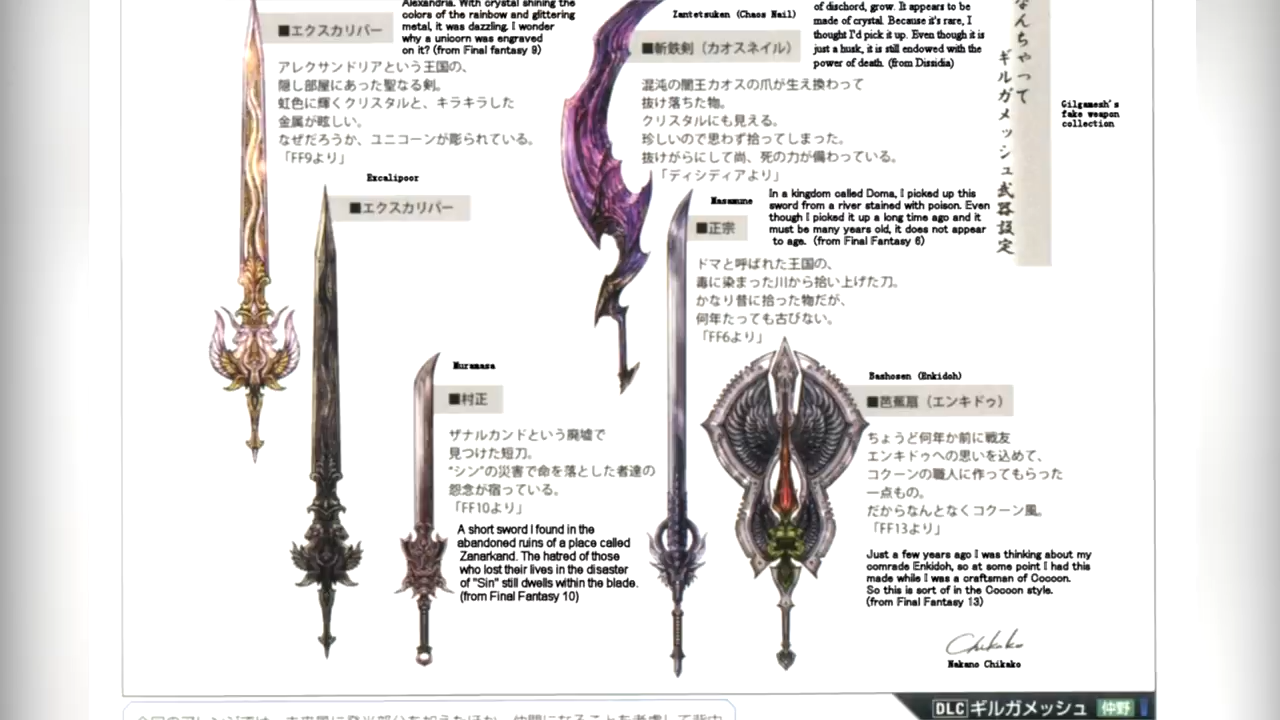 Alexandria. With crystal shining the
colors of the rainbow and glittering
metal, it was dazzling. I wonder
why a unicorn was engraved
on it? (from Final fantasy 9)
■エクスカリバー
アレクサンドリアという王国の、
隠し部屋にあった聖なる剣。
虹色に輝くクリスタルと、キラキラした
金属が眩しい。
なぜだろうか、ユニコーンが彫られている。
「FF9より」
Excalipoor
■エクスカリパー
Muramasa
■村正
ザナルカンドという廃墟で
見つけた短刀。
"シン"の災害で命を落とした者達の
怨念が宿っている。
「FF10より」
A short sword I found in the
abandoned ruins of a place called
Zanarkand. The hatred of those
who lost their lives in the disaster
of "Sin" still dwells within the blade.
(from Final Fantasy 10)
Zantetsuken (Chaos Nail)
■斬鉄剣（カオスネイル）
of dischord, grow. It appears to be
made of crystal. Because it's rare, I
thought I'd pick it up. Even though it is
just a husk, it is still endowed with the
power of death. (from Dissidia)
混沌の闇王カオスの爪が生え換わって
抜け落ちた物。
クリスタルにも見える。
珍しいので思わず拾ってしまった。
抜けがらにして尚、死の力が備わっている。
「ディシディアより」
Masamune
■正宗
In a kingdom called Doma, I picked up this
sword from a river stained with poison. Even
though I picked it up a long time ago and it
must be many years old, it does not appear
to age. (from Final Fantasy 6)
ドマと呼ばれた王国の、
毒に染まった川から拾い上げた刀。
かなり昔に拾った物だが、
何年たっても古びない。
「FF6より」
Bashosen (Enkidoh)
■芭蕉扇（エンキドゥ）
ちょうど何年か前に戦友
エンキドゥへの思いを込めて、
コクーンの職人に作ってもらった
一点もの。
だからなんとなくコクーン風。
「FF13より」
Just a few years ago I was thinking about my
comrade Enkidoh, so at some point I had this
made while I was a craftsman of Cocoon.
So this is sort of in the Cocoon style.
(from Final Fantasy 13)
なんちゃって
ギルガメッシュ武器設定
Gilgamesh's
fake weapon
collection
Chikako
Nakano Chikako
DLC ギルガメッシュ 仲野